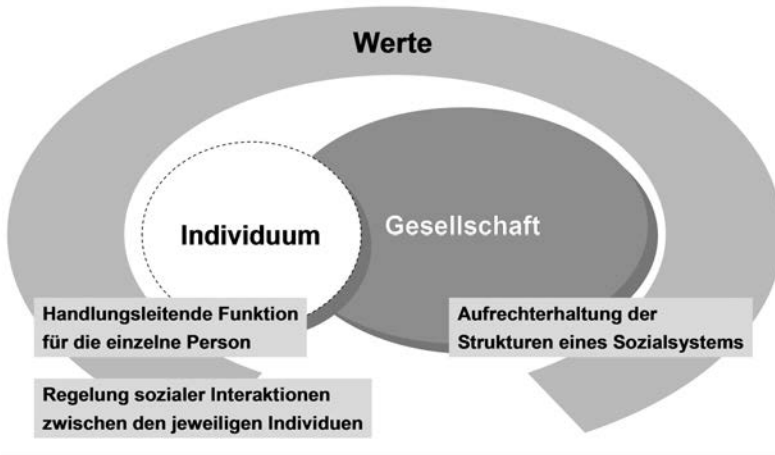 Werte
Individuum
Gesellschaft
Handlungsleitende Funktion
für die einzelne Person
Aufrechterhaltung der
Strukturen eines Sozialsystems
Regelung sozialer Interaktionen
zwischen den jeweiligen Individuen